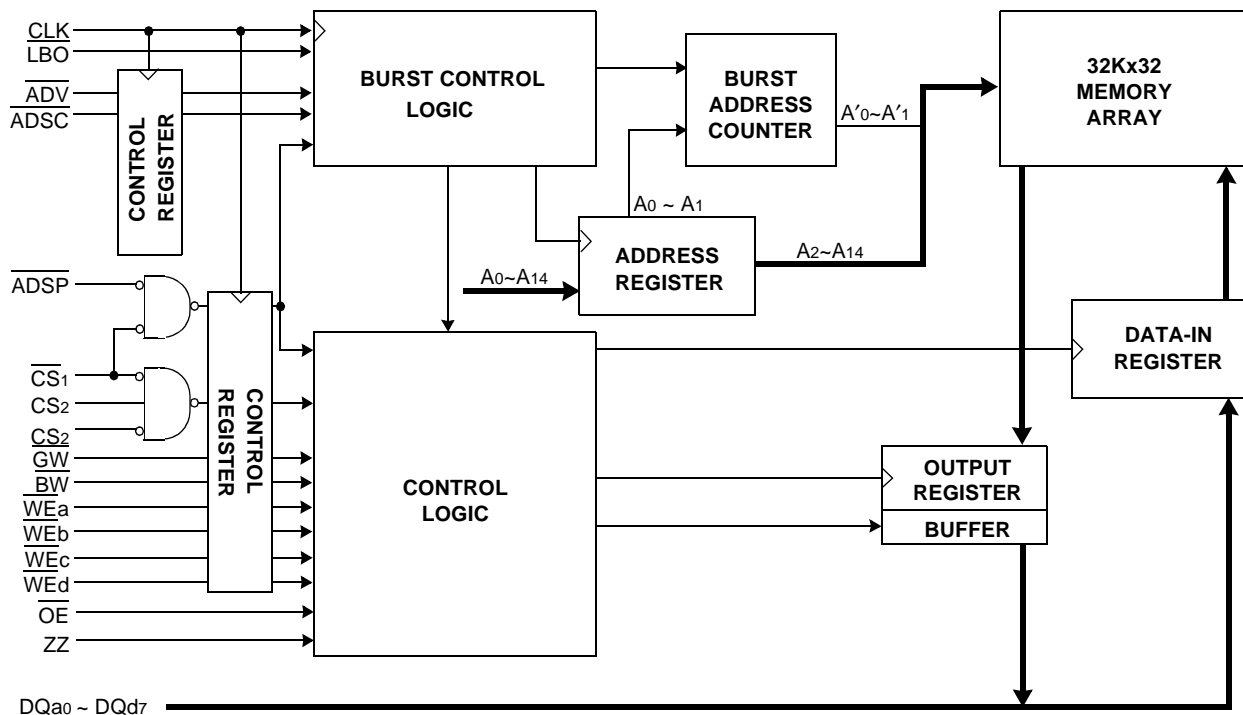 CLK
LBO
ADV
ADSC
CONTROL
REGISTER
BURST CONTROL
LOGIC
BURST
ADDRESS
COUNTER
A′0~A′1
32Kx32
MEMORY
ARRAY
A0 ~ A1
ADDRESS
REGISTER
A0~A14
A2~A14
ADSP
CS1
CS2
CS2
GW
BW
WEa
WEb
WEc
WEd
OE
ZZ
CONTROL
REGISTER
CONTROL
LOGIC
DATA-IN
REGISTER
OUTPUT
REGISTER
BUFFER
DQa0 ~ DQd7